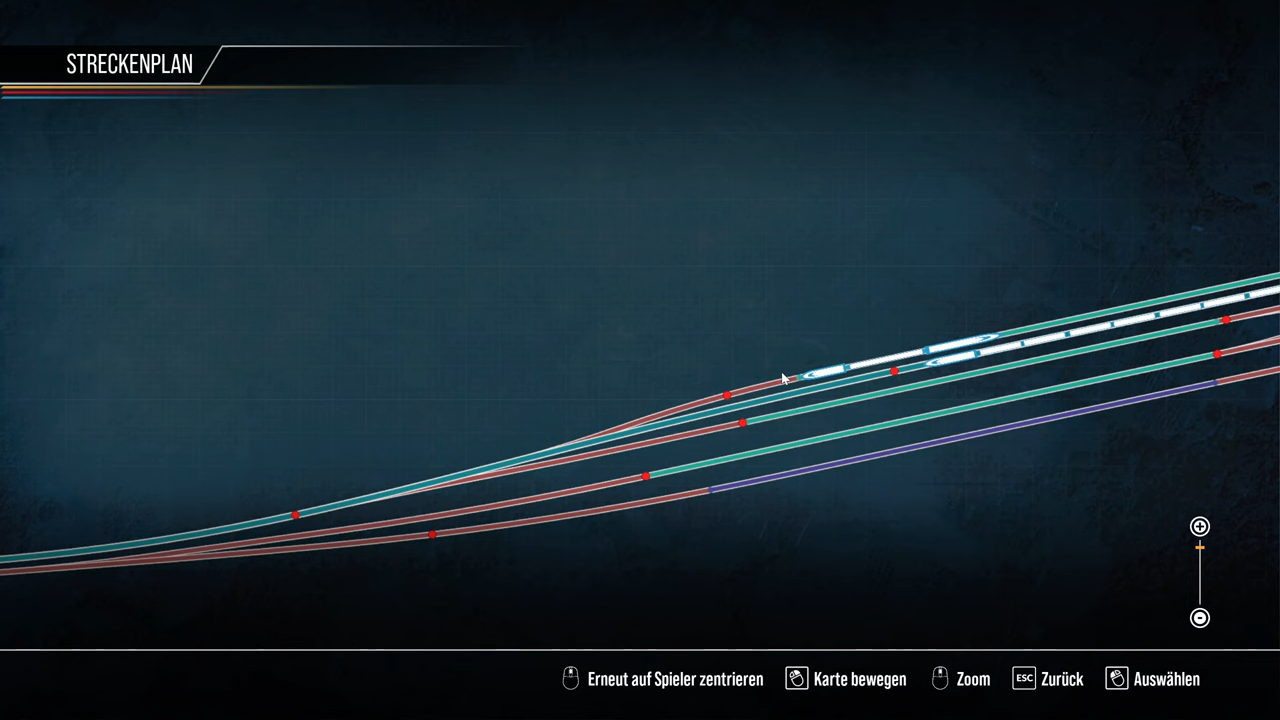 STRECKENPLAN
Erneut auf Spieler zentrieren
Karte bewegen
Zoom
ESC Zurück
Auswählen